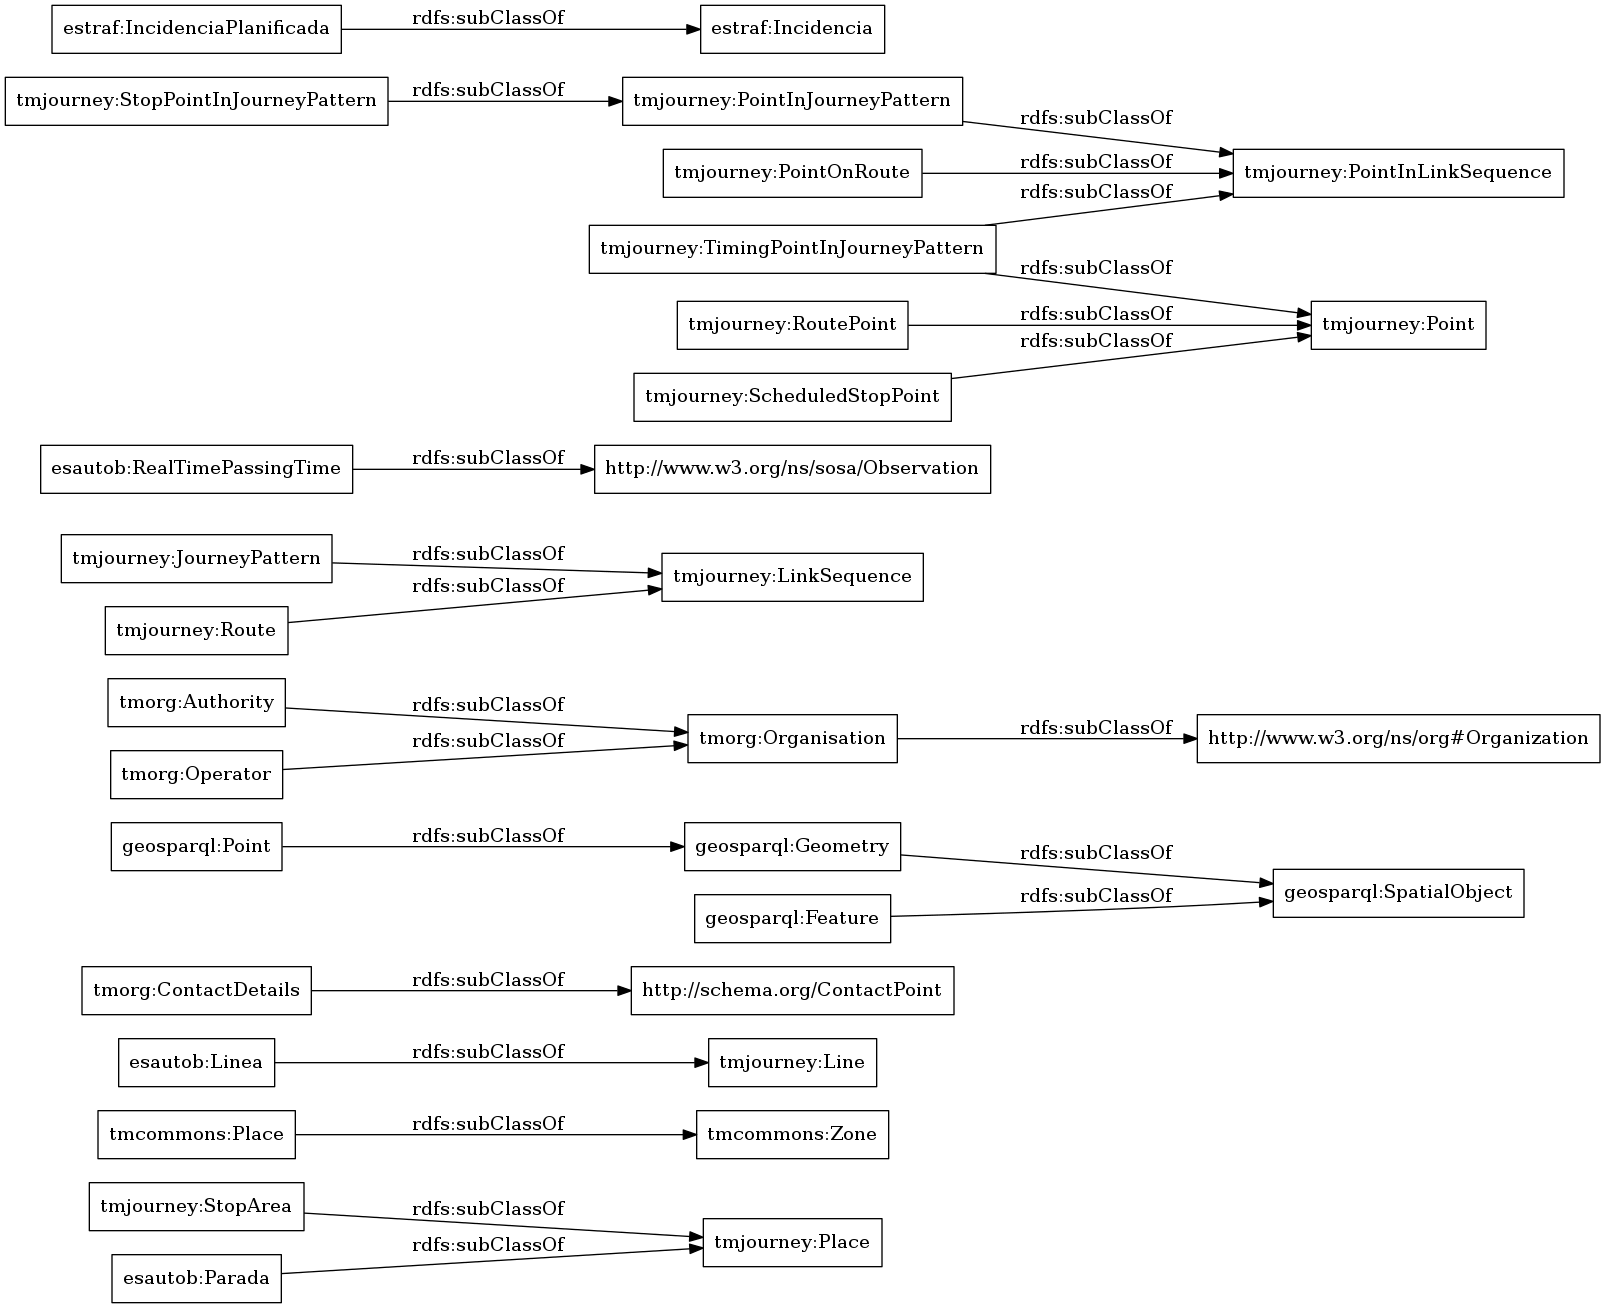 estraf:IncidenciaPlanificada
rdfs:subClassOf
estraf:Incidencia
tmjourney:StopPointInJourneyPattern
rdfs:subClassOf
tmjourney:PointInJourneyPattern
rdfs:subClassOf
tmjourney:PointOnRoute
rdfs:subClassOf
tmjourney:PointInLinkSequence
rdfs:subClassOf
tmjourney:TimingPointInJourneyPattern
rdfs:subClassOf
tmjourney:RoutePoint
rdfs:subClassOf
tmjourney:Point
rdfs:subClassOf
tmjourney:ScheduledStopPoint
esautob:RealTimePassingTime
rdfs:subClassOf
http://www.w3.org/ns/sosa/Observation
tmjourney:JourneyPattern
rdfs:subClassOf
tmjourney:LinkSequence
rdfs:subClassOf
tmjourney:Route
tmorg:Authority
rdfs:subClassOf
tmorg:Organisation
rdfs:subClassOf
http://www.w3.org/ns/org#Organization
rdfs:subClassOf
tmorg:Operator
geosparql:Point
rdfs:subClassOf
geosparql:Geometry
rdfs:subClassOf
geosparql:SpatialObject
rdfs:subClassOf
geosparql:Feature
tmorg:ContactDetails
rdfs:subClassOf
http://schema.org/ContactPoint
esautob:Linea
rdfs:subClassOf
tmjourney:Line
tmcommons:Place
rdfs:subClassOf
tmcommons:Zone
tmjourney:StopArea
rdfs:subClassOf
tmjourney:Place
rdfs:subClassOf
esautob:Parada